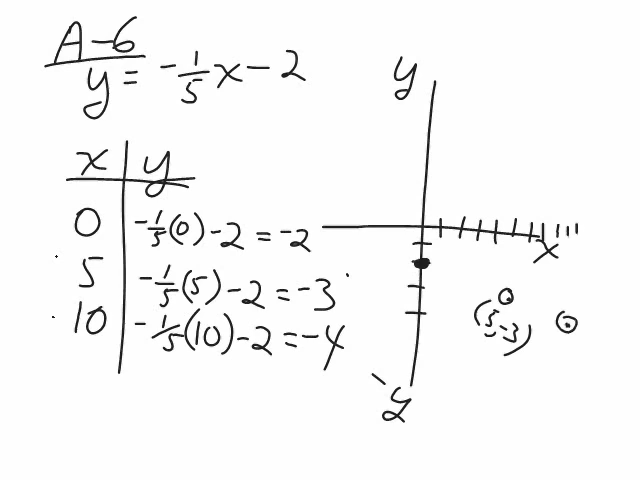 A-6
y = -1/5 x - 2
x y
0 -1/5(0) - 2 = -2
5 -1/5(5) - 2 = -3
10 -1/5(10) - 2 = -4
y
x
(5, -3)
-y